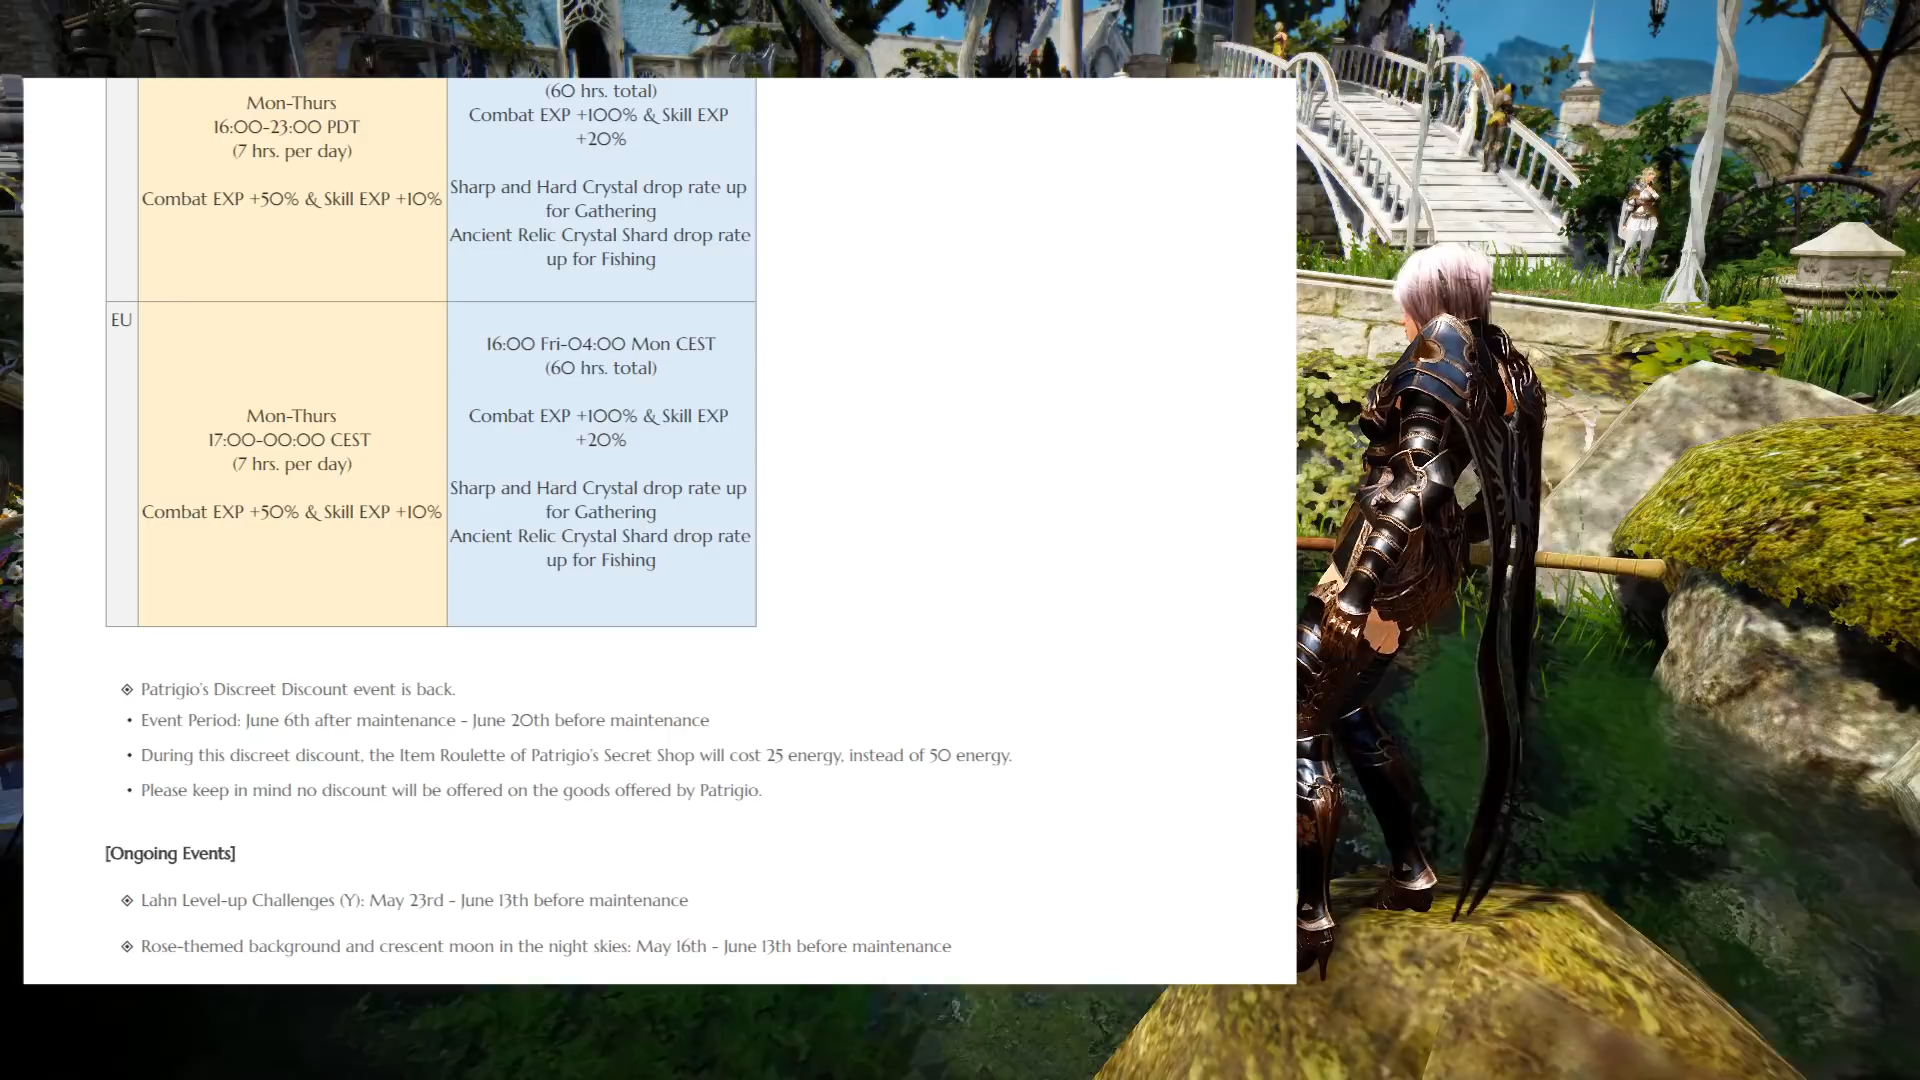 Mon-Thurs
16:00-23:00 PDT
(7 hrs. per day)
Combat EXP +50% & Skill EXP +10%
(60 hrs. total)
Combat EXP +100% & Skill EXP
+20%
Sharp and Hard Crystal drop rate up
for Gathering
Ancient Relic Crystal Shard drop rate
up for Fishing
EU
Mon-Thurs
17:00-00:00 CEST
(7 hrs. per day)
Combat EXP +50% & Skill EXP +10%
16:00 Fri-04:00 Mon CEST
(60 hrs. total)
Combat EXP +100% & Skill EXP
+20%
Sharp and Hard Crystal drop rate up
for Gathering
Ancient Relic Crystal Shard drop rate
up for Fishing
◈ Patrigio's Discreet Discount event is back.
• Event Period: June 6th after maintenance - June 20th before maintenance
• During this discreet discount, the Item Roulette of Patrigio's Secret Shop will cost 25 energy, instead of 50 energy.
• Please keep in mind no discount will be offered on the goods offered by Patrigio.
[Ongoing Events]
◈ Lahn Level-up Challenges (Y): May 23rd - June 13th before maintenance
◈ Rose-themed background and crescent moon in the night skies: May 16th - June 13th before maintenance